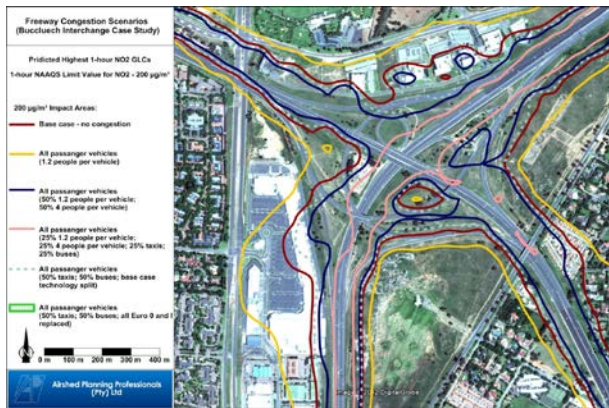 Freeway Congestion Scenarios
(Buccluech Interchange Case Study)
Pridicted Highest 1-hour NO2 GLCs
1-hour NAAQS Limit Value for NO2 - 200 µg/m³
200 µg/m³ Impact Areas:
Base case - no congestion
All passanger vehicles
(1.2 people per vehicle)
All passanger vehicles
(50% 1.2 people per vehicle;
50% 4 people per vehicle)
All passanger vehicles
(25% 1.2 people per vehicle;
25% 4 people per vehicle; 25% taxis;
25% buses)
All passanger vehicles
(50% taxis; 50% buses; base case
technology split)
All passanger vehicles
(50% taxis; 50% buses; all Euro 0 and I
replaced)
0 m 100 m 200 m 300 m 400 m
Airshed Planning Professionals
(Pty) Ltd
DigitalGlobe